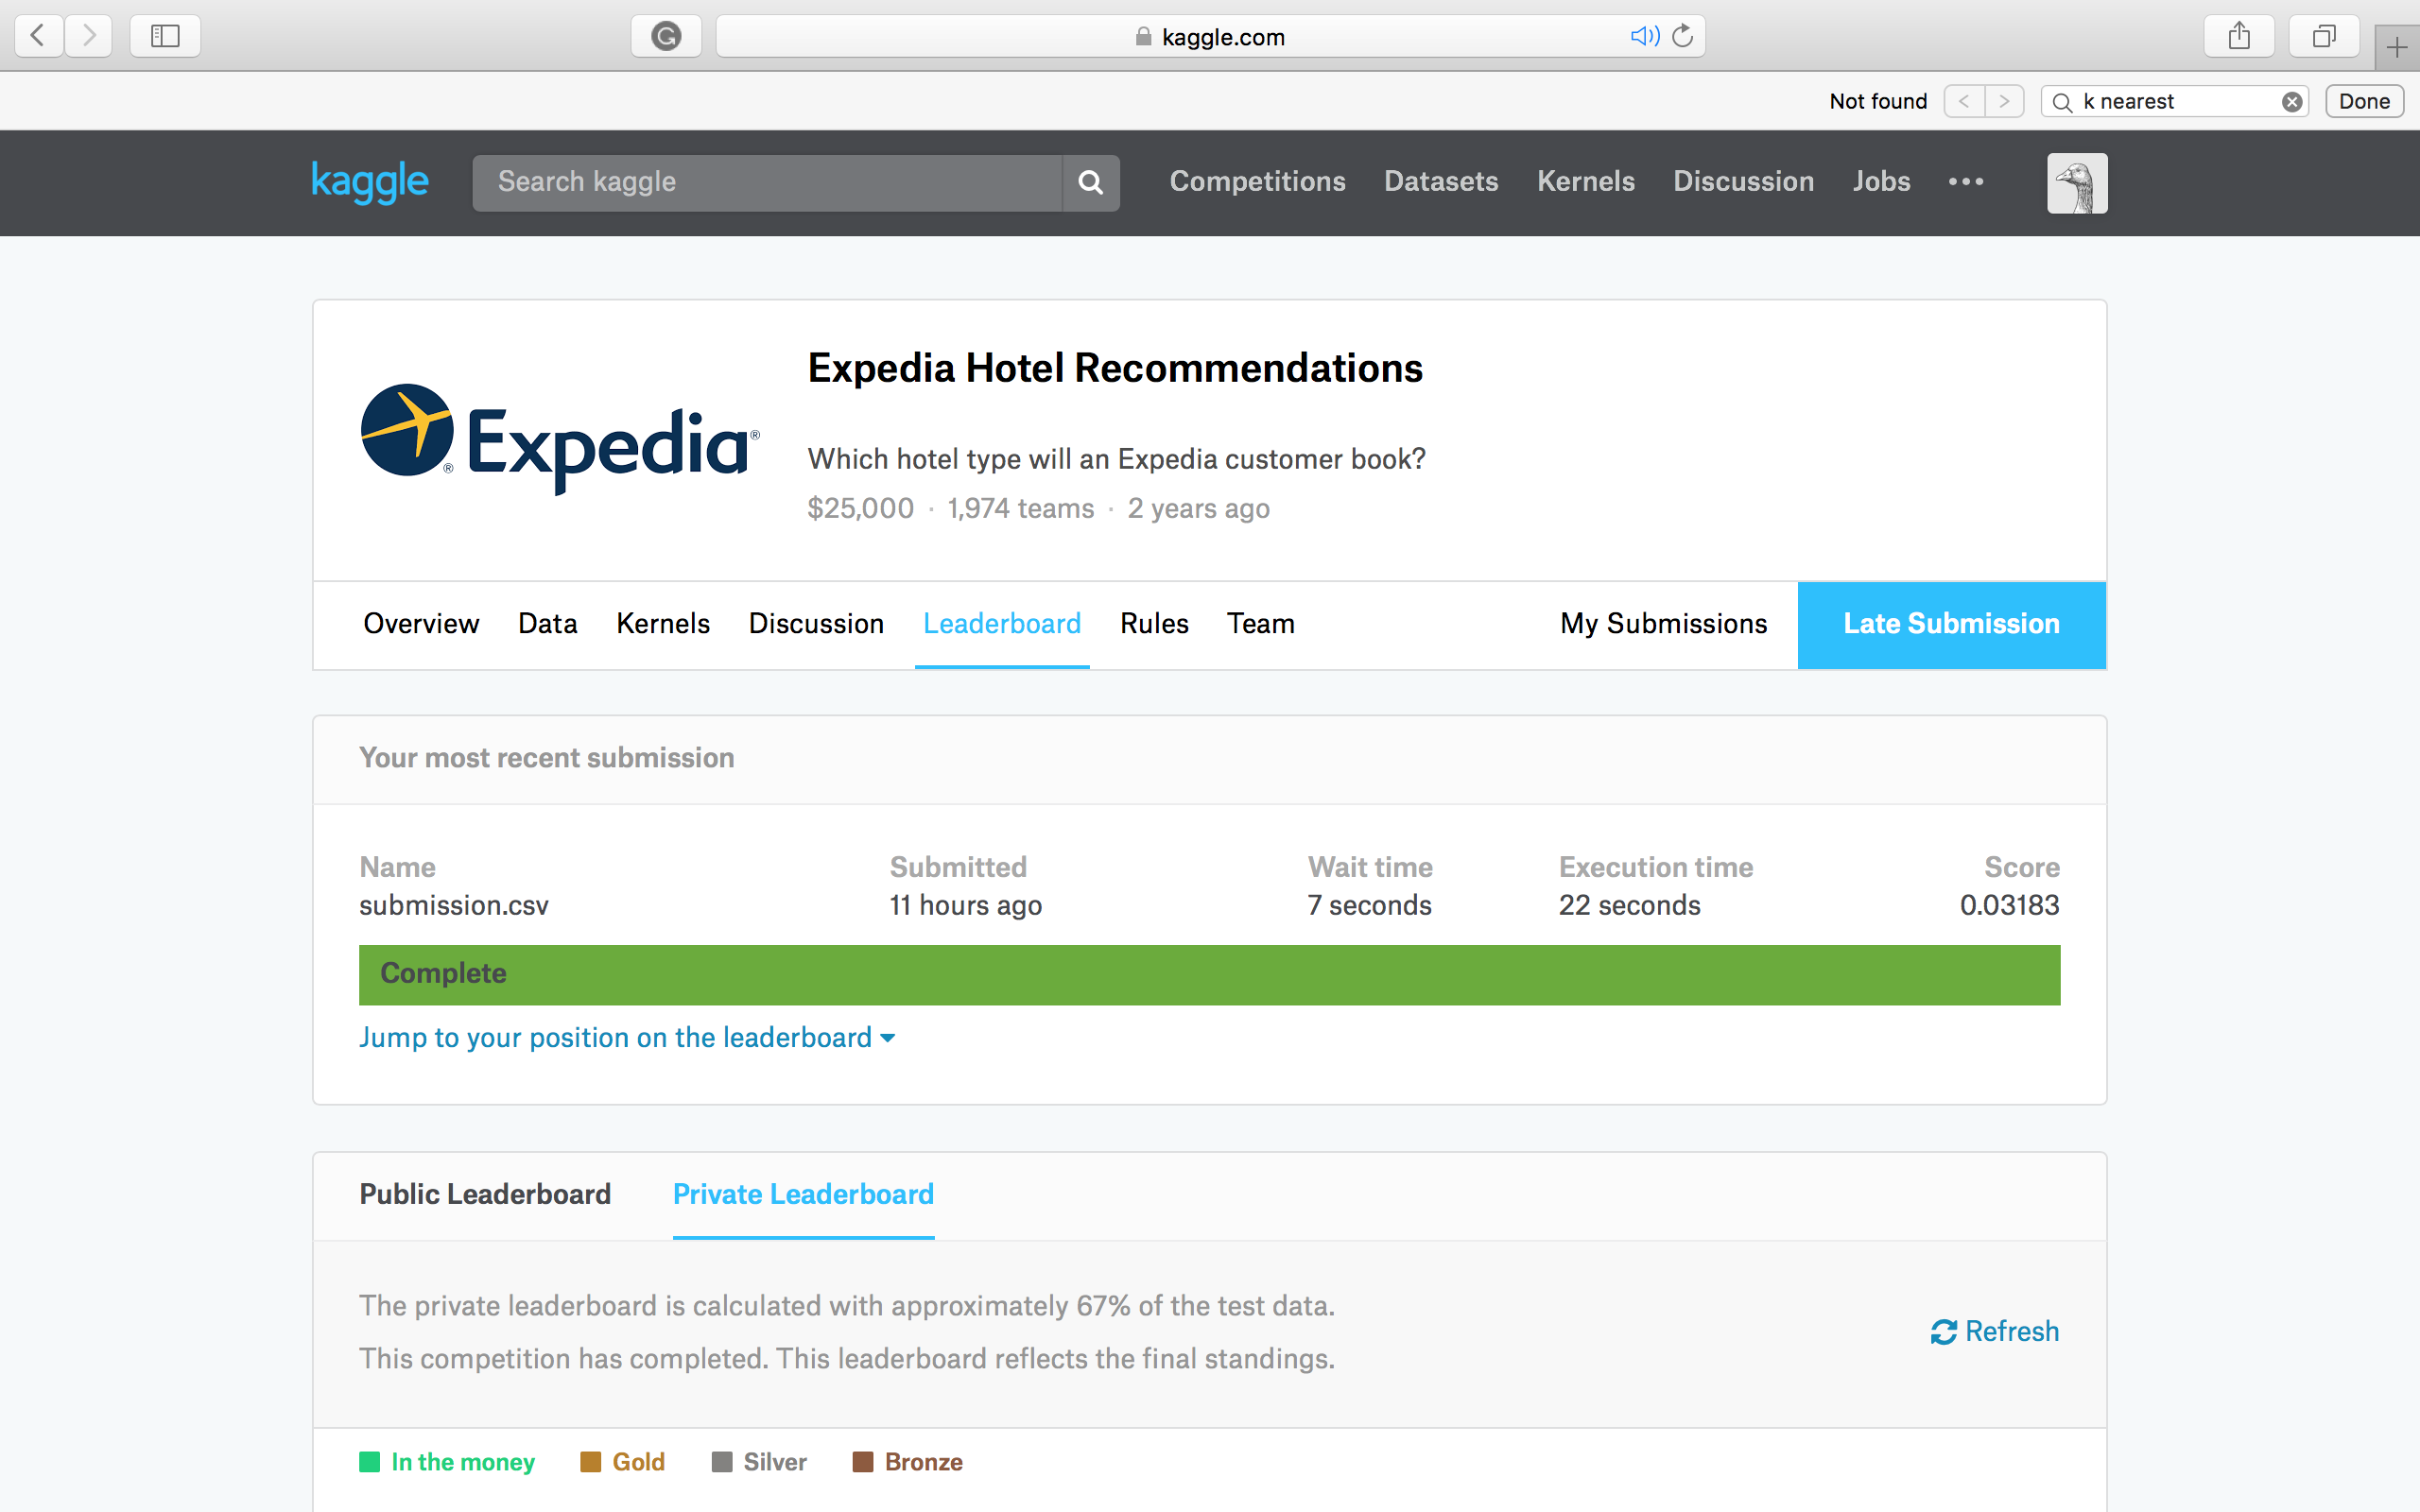 kaggle.com
Not found k nearest Done
kaggle Search kaggle Competitions Datasets Kernels Discussion Jobs
Expedia Hotel Recommendations
Expedia®
®
Which hotel type will an Expedia customer book?
$25,000 · 1,974 teams · 2 years ago
Overview Data Kernels Discussion Leaderboard Rules Team My Submissions Late Submission
Your most recent submission
Name Submitted Wait time Execution time Score
submission.csv 11 hours ago 7 seconds 22 seconds 0.03183
Complete
Jump to your position on the leaderboard
Public Leaderboard Private Leaderboard
The private leaderboard is calculated with approximately 67% of the test data.
This competition has completed. This leaderboard reflects the final standings.
Refresh
In the money Gold Silver Bronze